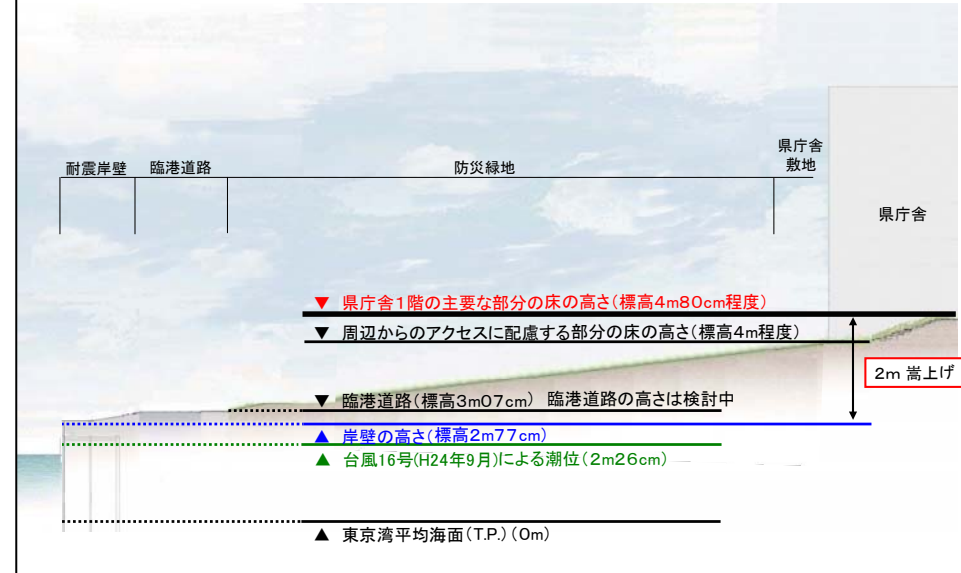 耐震岸壁
臨港道路
防災緑地
県庁舎
敷地
県庁舎
▼ 県庁舎1階の主要な部分の床の高さ(標高4m80cm程度)
▼ 周辺からのアクセスに配慮する部分の床の高さ(標高4m程度)
2m 嵩上げ
▼ 臨港道路(標高3m07cm) 臨港道路の高さは検討中
▲ 岸壁の高さ(標高2m77cm)
▲ 台風16号(H24年9月)による潮位(2m26cm)
▲ 東京湾平均海面(T.P.)(0m)